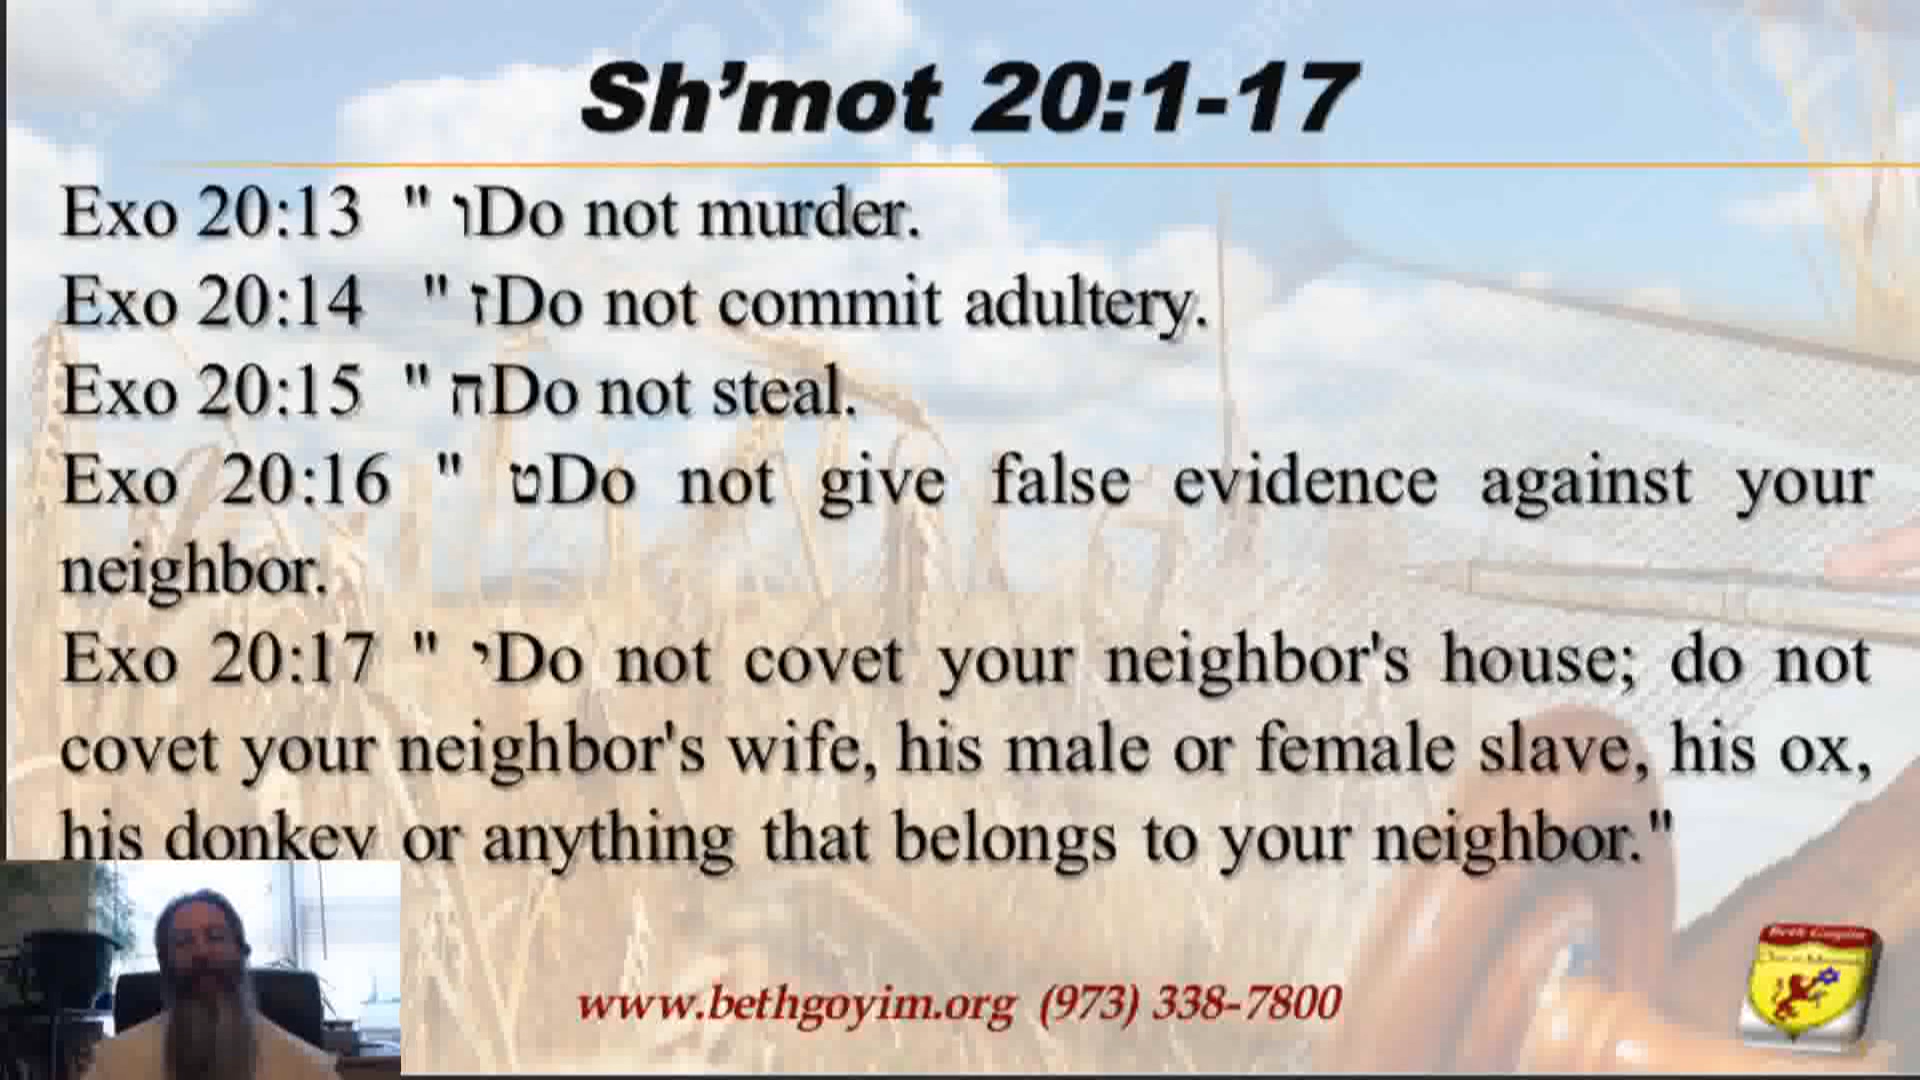 Sh’mot 20:1-17
Exo 20:13 " וDo not murder.
Exo 20:14 " זDo not commit adultery.
Exo 20:15 " חDo not steal.
Exo 20:16 " טDo not give false evidence against your
neighbor.
Exo 20:17 " יDo not covet your neighbor's house; do not
covet your neighbor's wife, his male or female slave, his ox,
his donkey or anything that belongs to your neighbor."
www.bethgoyim.org (973) 338-7800
Beth Goyim